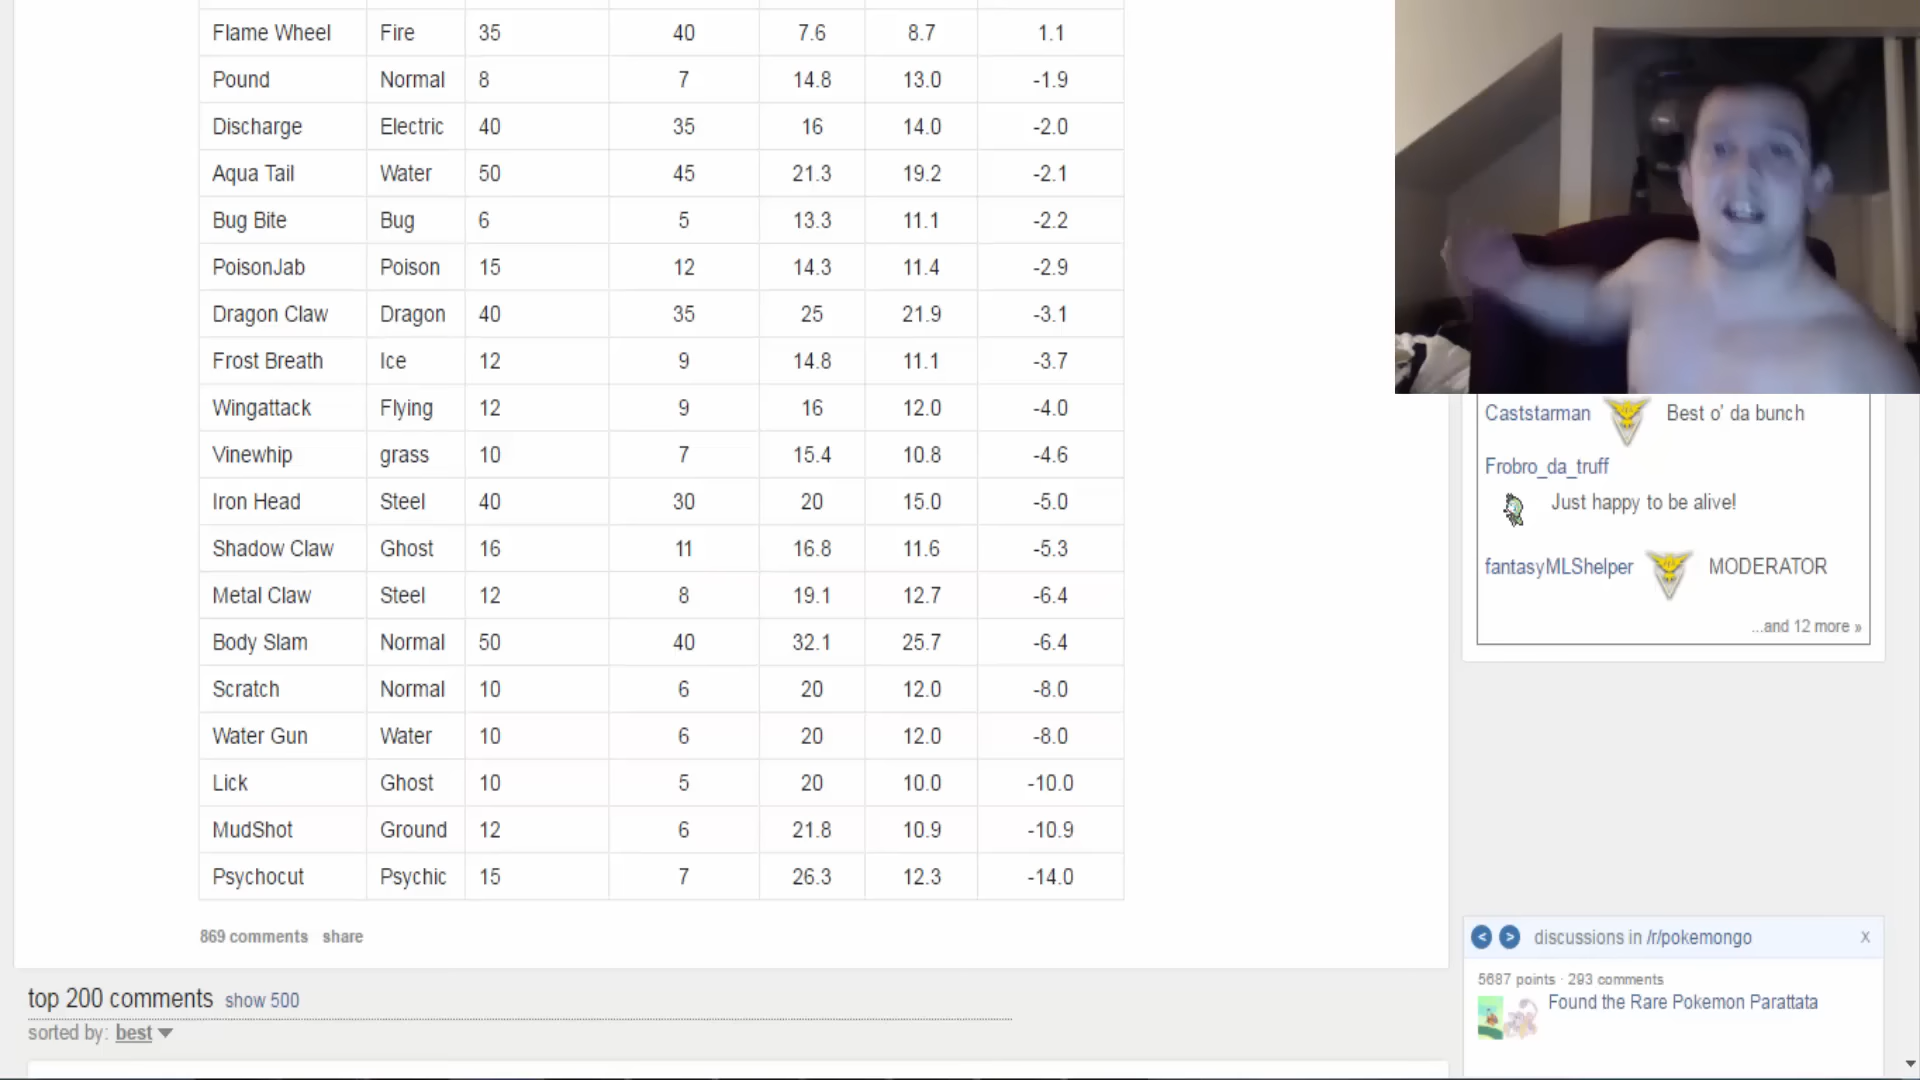 Flame Wheel Fire 35 40 7.6 8.7 1.1
Pound Normal 8 7 14.8 13.0 -1.9
Discharge Electric 40 35 16 14.0 -2.0
Aqua Tail Water 50 45 21.3 19.2 -2.1
Bug Bite Bug 6 5 13.3 11.1 -2.2
PoisonJab Poison 15 12 14.3 11.4 -2.9
Dragon Claw Dragon 40 35 25 21.9 -3.1
Frost Breath Ice 12 9 14.8 11.1 -3.7
Wingattack Flying 12 9 16 12.0 -4.0
Vinewhip grass 10 7 15.4 10.8 -4.6
Iron Head Steel 40 30 20 15.0 -5.0
Shadow Claw Ghost 16 11 16.8 11.6 -5.3
Metal Claw Steel 12 8 19.1 12.7 -6.4
Body Slam Normal 50 40 32.1 25.7 -6.4
Scratch Normal 10 6 20 12.0 -8.0
Water Gun Water 10 6 20 12.0 -8.0
Lick Ghost 10 5 20 10.0 -10.0
MudShot Ground 12 6 21.8 10.9 -10.9
Psychocut Psychic 15 7 26.3 12.3 -14.0
869 comments share
top 200 comments show 500
sorted by: best
Caststarman Best o' da bunch
Frobro_da_truff
Just happy to be alive!
fantasyMLShelper MODERATOR
...and 12 more »
< > discussions in /r/pokemongo X
5687 points · 293 comments
Found the Rare Pokemon Parattata